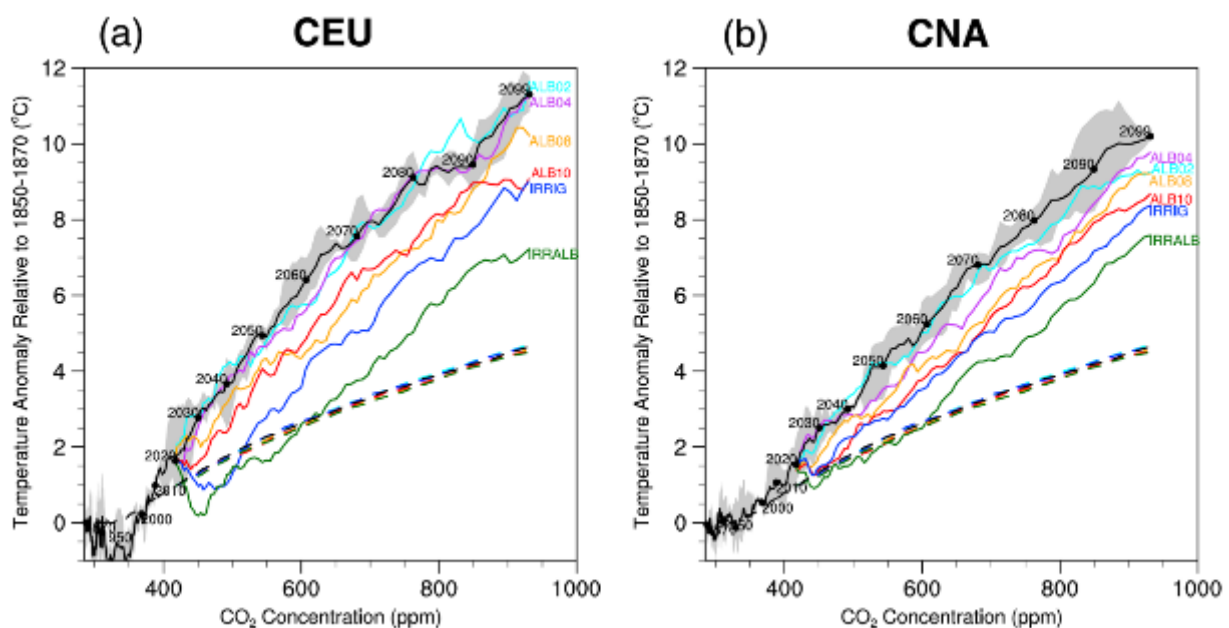 (a) CEU
Temperature Anomaly Relative to 1850-1870 (°C)
12
10
8
6
4
2
0
400
600
800
1000
CO₂ Concentration (ppm)
2000
2010
2020
2030
2040
2050
2060
2070
2080
2090
2099
ALB02
ALB04
ALB08
ALB10
IRRIG
IRRALB
(b) CNA
Temperature Anomaly Relative to 1850-1870 (°C)
12
10
8
6
4
2
0
400
600
800
1000
CO₂ Concentration (ppm)
2000
2010
2020
2030
2040
2050
2060
2070
2080
2090
2099
ALB04
ALB02
ALB08
ALB10
IRRIG
IRRALB